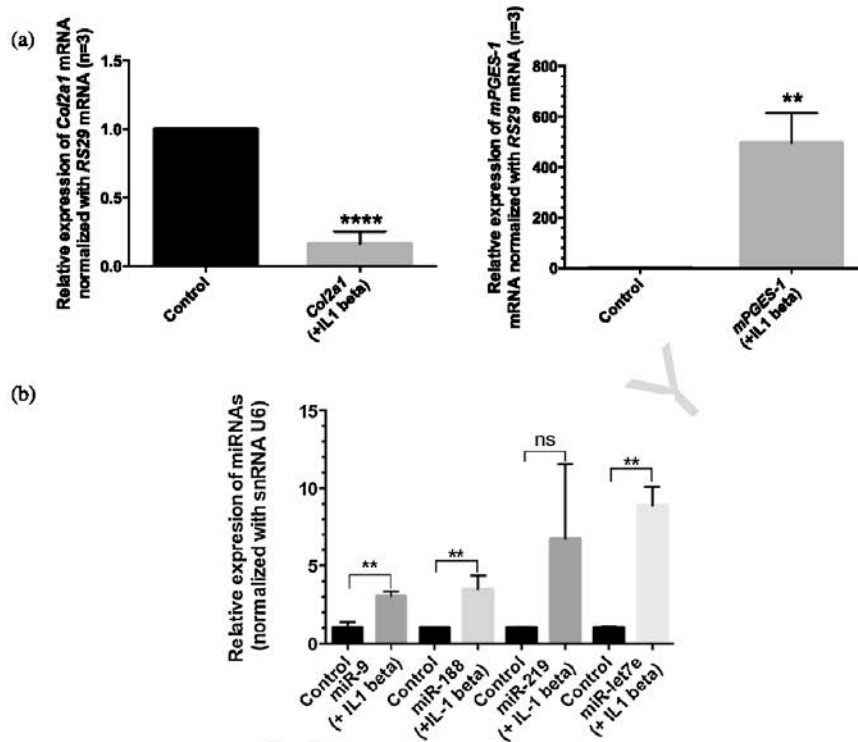 (a)
Relative expression of Col2a1 mRNA
normalized with RS29 mRNA (n=3)
1.5
1.0
0.5
0.0
****
Control
Col2a1
(+IL1 beta)
Relative expression of mPGES-1
mRNA normalized with RS29 mRNA (n=3)
800
600
400
200
0
**
Control
mPGES-1
(+IL1 beta)
Y
(b)
Relative expresion of miRNAs
(normalized with snRNA U6)
15
10
5
0
**
**
ns
**
Control
miR-9
(+ IL1 beta)
Control
miR-188
(+IL-1 beta)
Control
miR-219
(+ IL1 beta)
Control
miR-let7e
(+ IL1 beta)